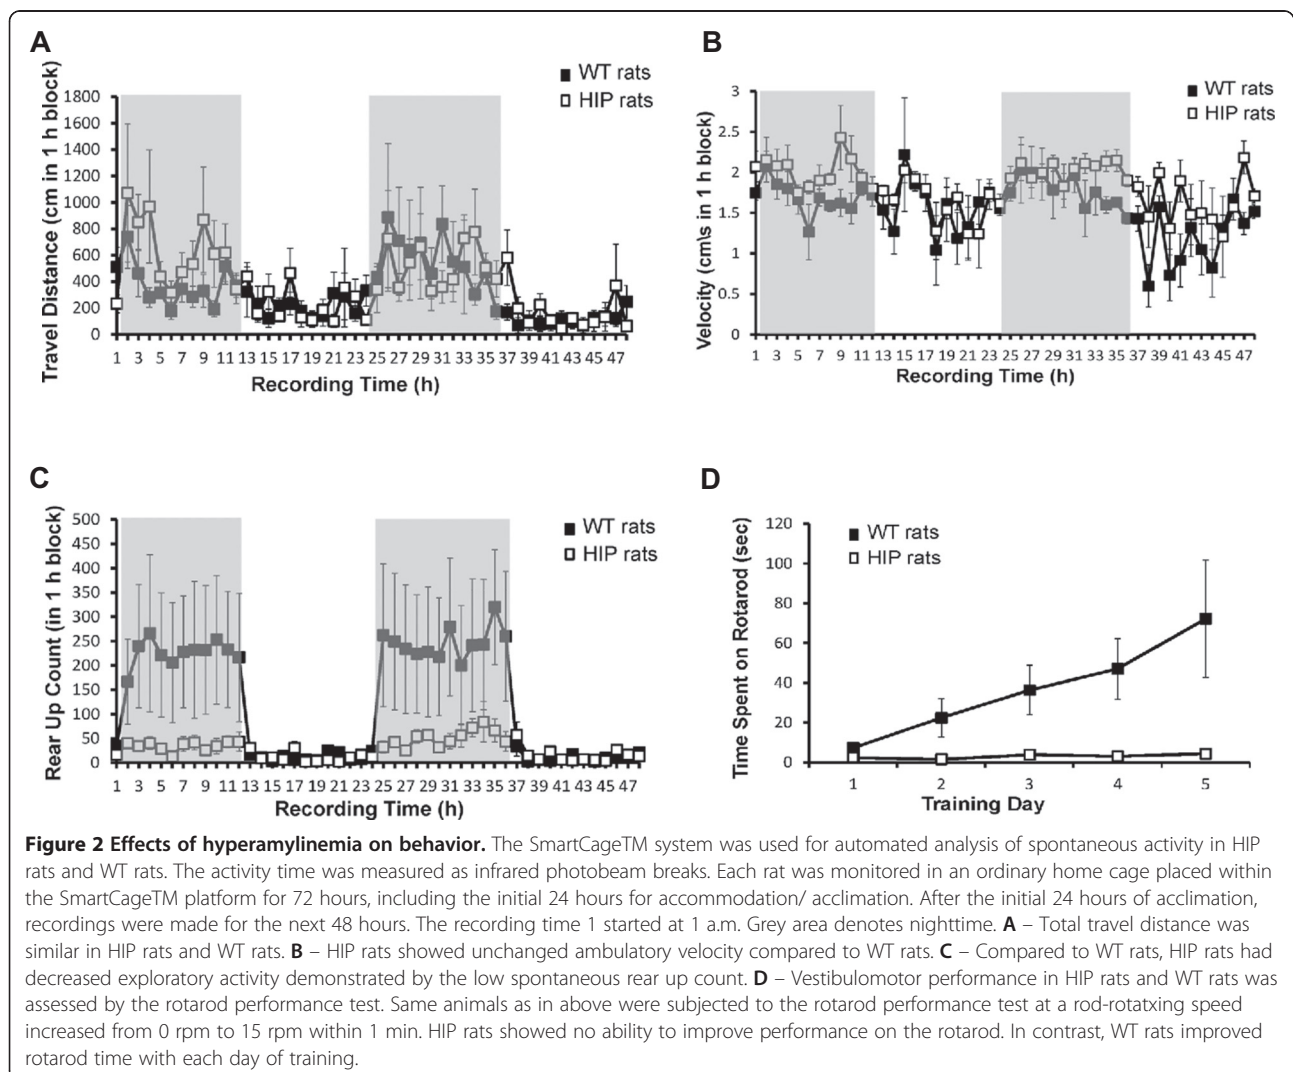 A
WT rats
HIP rats
Travel Distance (cm in 1 h block)
1800
1600
1400
1200
1000
800
600
400
200
0
1 3 5 7 9 11 13 15 17 19 21 23 25 27 29 31 33 35 37 39 41 43 45 47
Recording Time (h)
B
WT rats
HIP rats
Velocity (cm\s in 1 h block)
3
2.5
2
1.5
1
0.5
0
1 3 5 7 9 11 13 15 17 19 21 23 25 27 29 31 33 35 37 39 41 43 45 47
Recording Time (h)
C
WT rats
HIP rats
Rear Up Count (in 1 h block)
500
450
400
350
300
250
200
150
100
50
0
1 3 5 7 9 11 13 15 17 19 21 23 25 27 29 31 33 35 37 39 41 43 45 47
Recording Time (h)
D
WT rats
HIP rats
Time Spent on Rotarod (sec)
120
100
80
60
40
20
0
1 2 3 4 5
Training Day
Figure 2 Effects of hyperamylinemia on behavior. The SmartCageTM system was used for automated analysis of spontaneous activity in HIP
rats and WT rats. The activity time was measured as infrared photobeam breaks. Each rat was monitored in an ordinary home cage placed within
the SmartCageTM platform for 72 hours, including the initial 24 hours for accommodation/ acclimation. After the initial 24 hours of acclimation,
recordings were made for the next 48 hours. The recording time 1 started at 1 a.m. Grey area denotes nighttime. A – Total travel distance was
similar in HIP rats and WT rats. B – HIP rats showed unchanged ambulatory velocity compared to WT rats. C – Compared to WT rats, HIP rats had
decreased exploratory activity demonstrated by the low spontaneous rear up count. D – Vestibulomotor performance in HIP rats and WT rats was
assessed by the rotarod performance test. Same animals as in above were subjected to the rotarod performance test at a rod-rotatxing speed
increased from 0 rpm to 15 rpm within 1 min. HIP rats showed no ability to improve performance on the rotarod. In contrast, WT rats improved
rotarod time with each day of training.